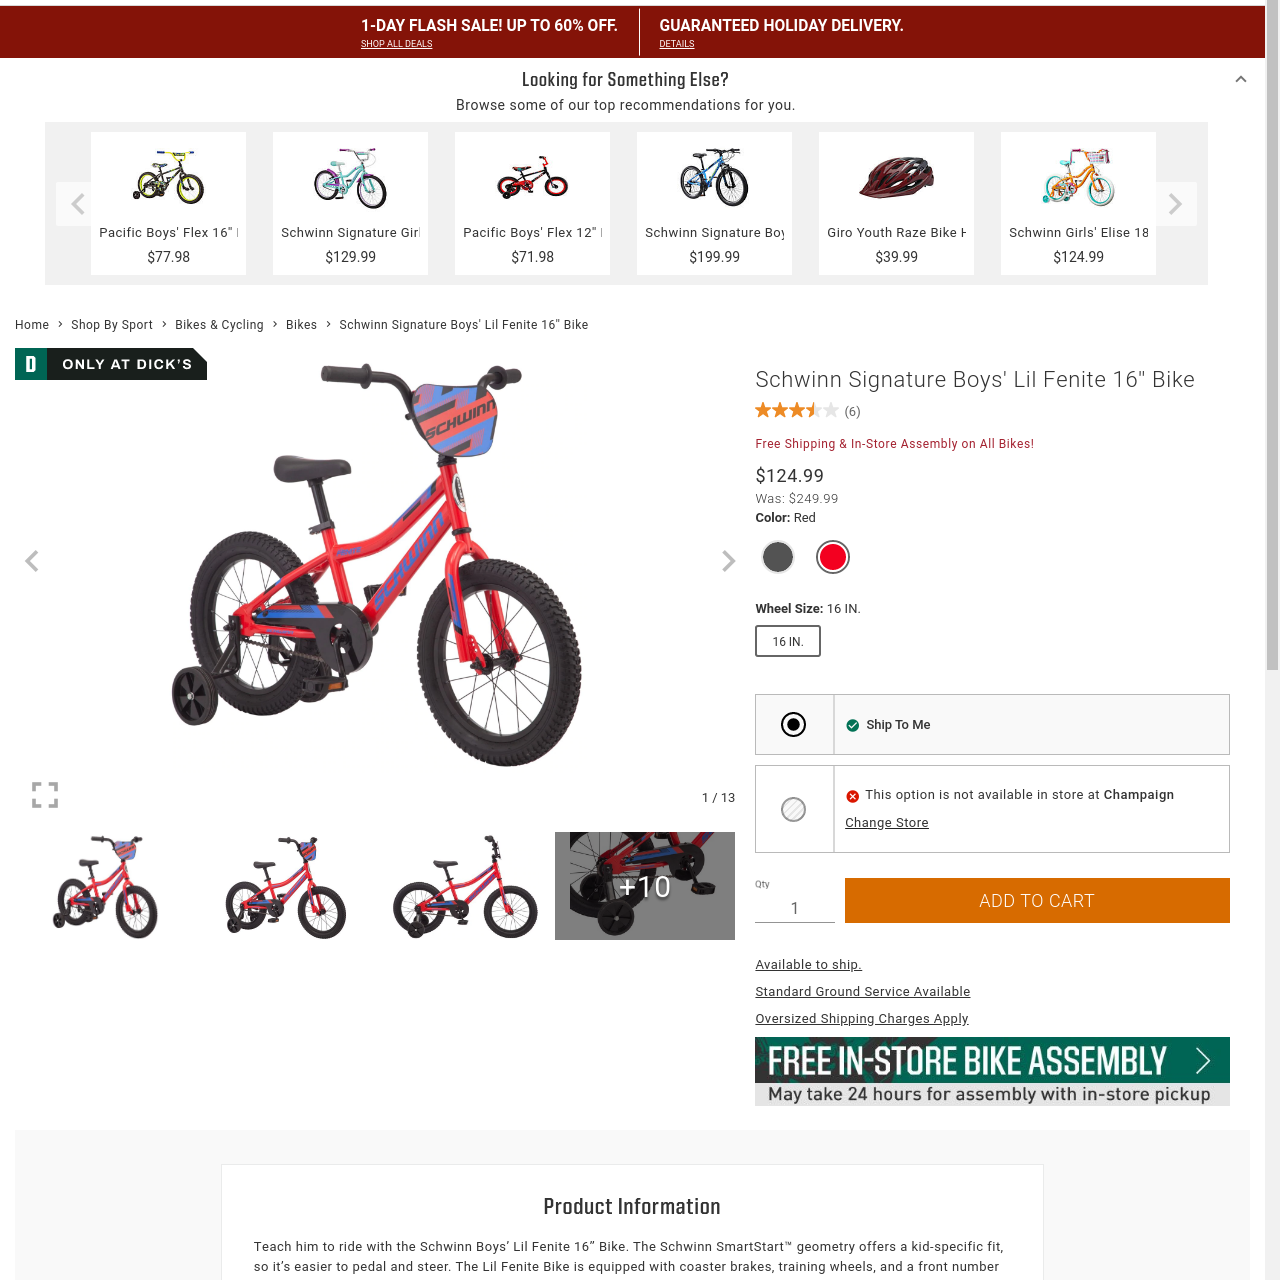 1-DAY FLASH SALE! UP TO 60% OFF.
SHOP ALL DEALS
GUARANTEED HOLIDAY DELIVERY.
DETAILS
Looking for Something Else?
Browse some of our top recommendations for you.
Pacific Boys' Flex 16"
$77.98
Schwinn Signature Girl
$129.99
Pacific Boys' Flex 12"
$71.98
Schwinn Signature Boy
$199.99
Giro Youth Raze Bike H
$39.99
Schwinn Girls' Elise 18
$124.99
Home > Shop By Sport > Bikes & Cycling > Bikes > Schwinn Signature Boys' Lil Fenite 16" Bike
D ONLY AT DICK'S
SCHWINN
SCHWINN
1 / 13
+10
Schwinn Signature Boys' Lil Fenite 16" Bike
(6)
Free Shipping & In-Store Assembly on All Bikes!
$124.99
Was: $249.99
Color: Red
Wheel Size: 16 IN.
16 IN.
Ship To Me
This option is not available in store at Champaign
Change Store
Qty
1
ADD TO CART
Available to ship.
Standard Ground Service Available
Oversized Shipping Charges Apply
FREE IN-STORE BIKE ASSEMBLY
May take 24 hours for assembly with in-store pickup
Product Information
Teach him to ride with the Schwinn Boys’ Lil Fenite 16” Bike. The Schwinn SmartStart™ geometry offers a kid-specific fit,
so it’s easier to pedal and steer. The Lil Fenite Bike is equipped with coaster brakes, training wheels, and a front number